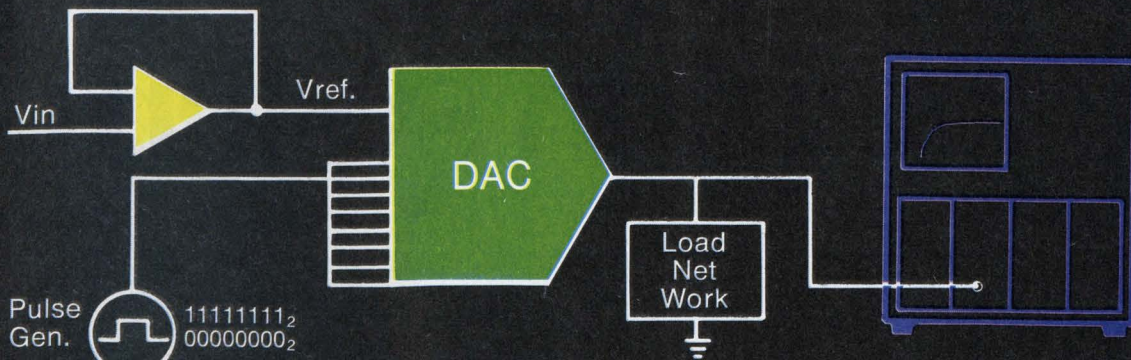 Vin
Vref.
DAC
Load
Net
Work
Pulse
Gen.
11111111₂
00000000₂